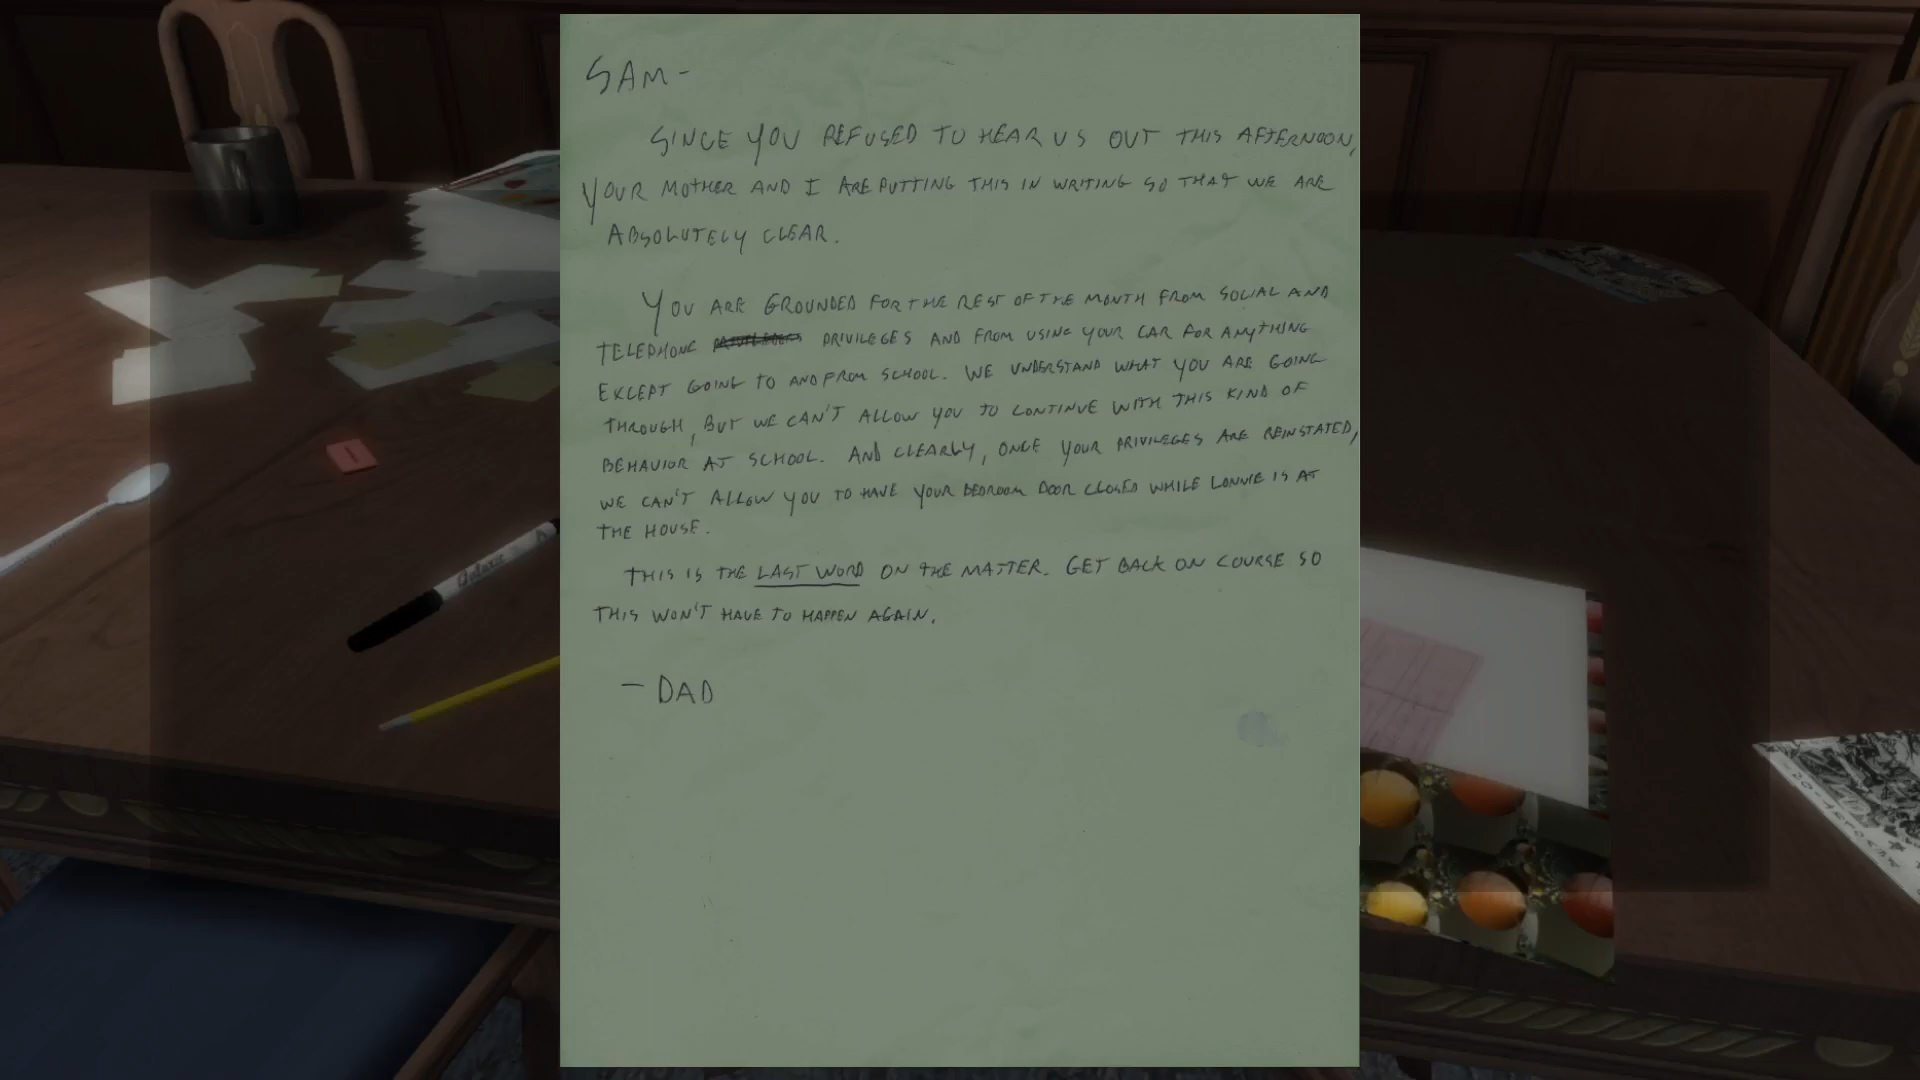 SAM-
SINCE YOU REFUSED TO HEAR US OUT THIS AFTERNOON,
YOUR MOTHER AND I ARE PUTTING THIS IN WRITING SO THAT WE ARE
ABSOLUTELY CLEAR.
YOU ARE GROUNDED FOR THE REST OF THE MONTH FROM SOCIAL AND
TELEPHONE PRIVILEGES AND FROM USING YOUR CAR FOR ANYTHING
EXCEPT GOING TO AND FROM SCHOOL. WE UNDERSTAND WHAT YOU ARE GOING
THROUGH, BUT WE CAN'T ALLOW YOU TO CONTINUE WITH THIS KIND OF
BEHAVIOR AT SCHOOL. AND CLEARLY, ONCE YOUR PRIVILEGES ARE REINSTATED,
WE CAN'T ALLOW YOU TO HAVE YOUR BEDROOM DOOR CLOSED WHILE LONNIE IS AT
THE HOUSE.
THIS IS THE LAST WORD ON THE MATTER. GET BACK ON COURSE SO
THIS WON'T HAVE TO HAPPEN AGAIN.
- DAD